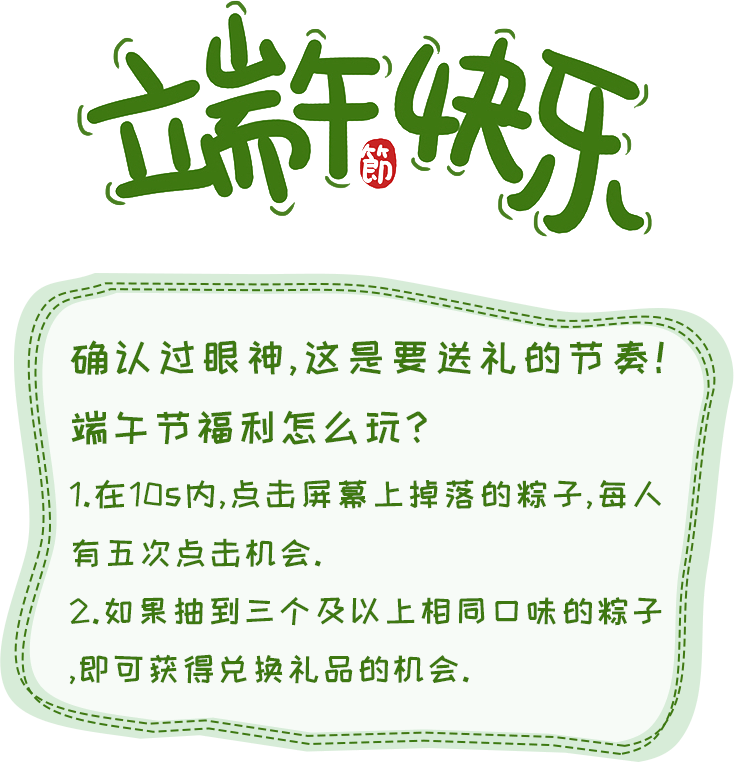 端午快乐
節
确认过眼神,这是要送礼的节奏!
端午节福利怎么玩?
1.在10s内,点击屏幕上掉落的粽子,每人
有五次点击机会.
2.如果抽到三个及以上相同口味的粽子
,即可获得兑换礼品的机会.